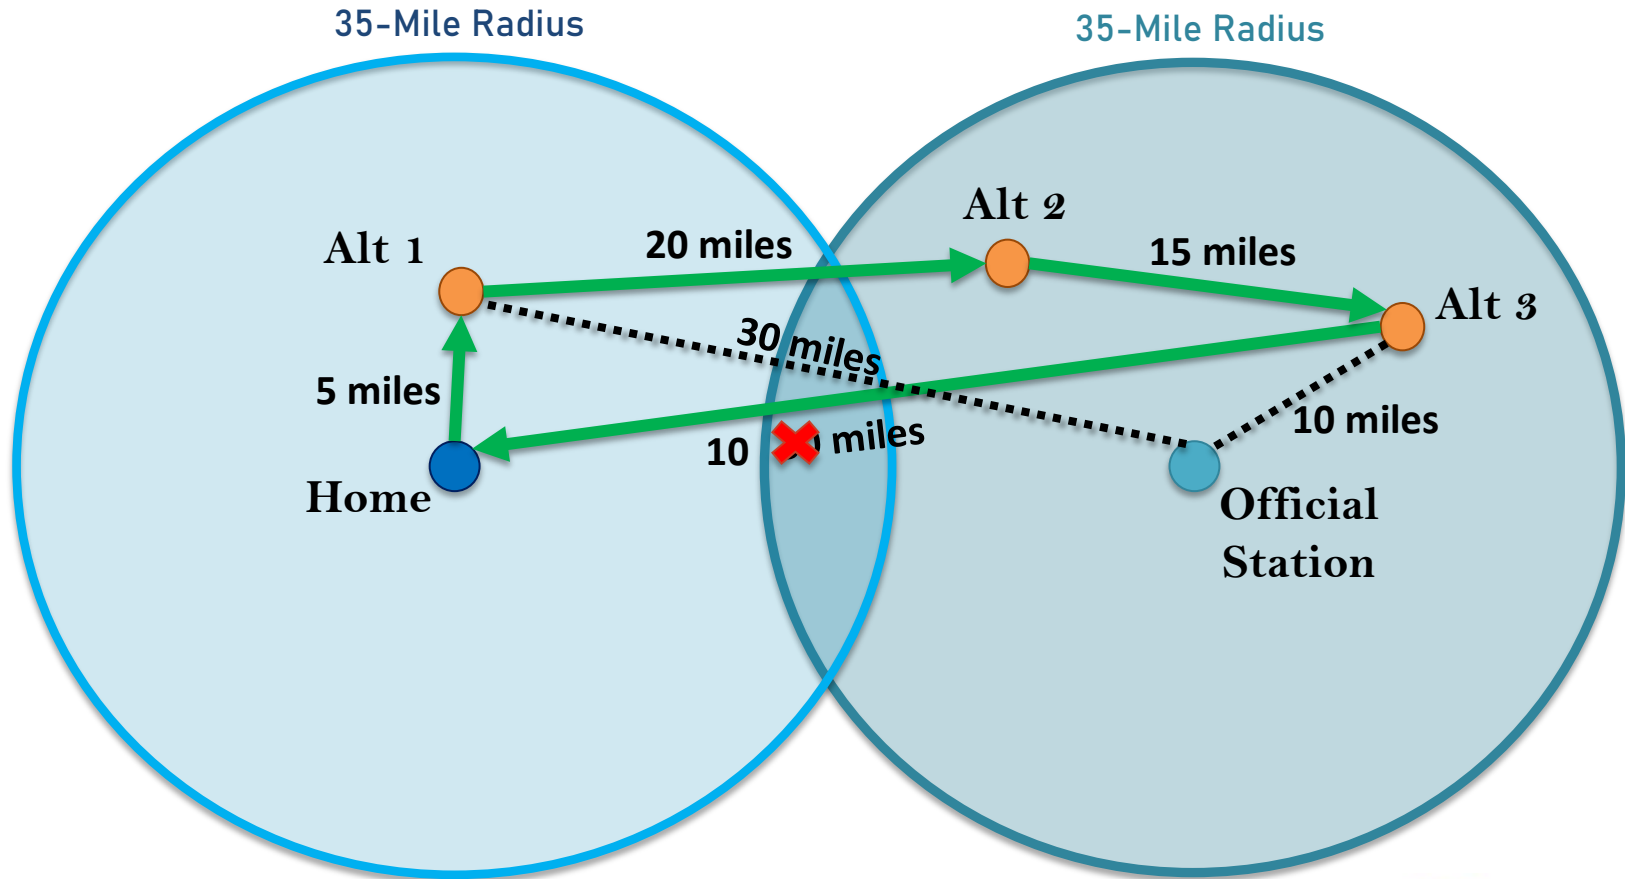 35-Mile Radius
35-Mile Radius
Alt 2
Alt 1
20 miles
15 miles
Alt 3
30 miles
5 miles
10 miles
10
miles
Home
Official
Station